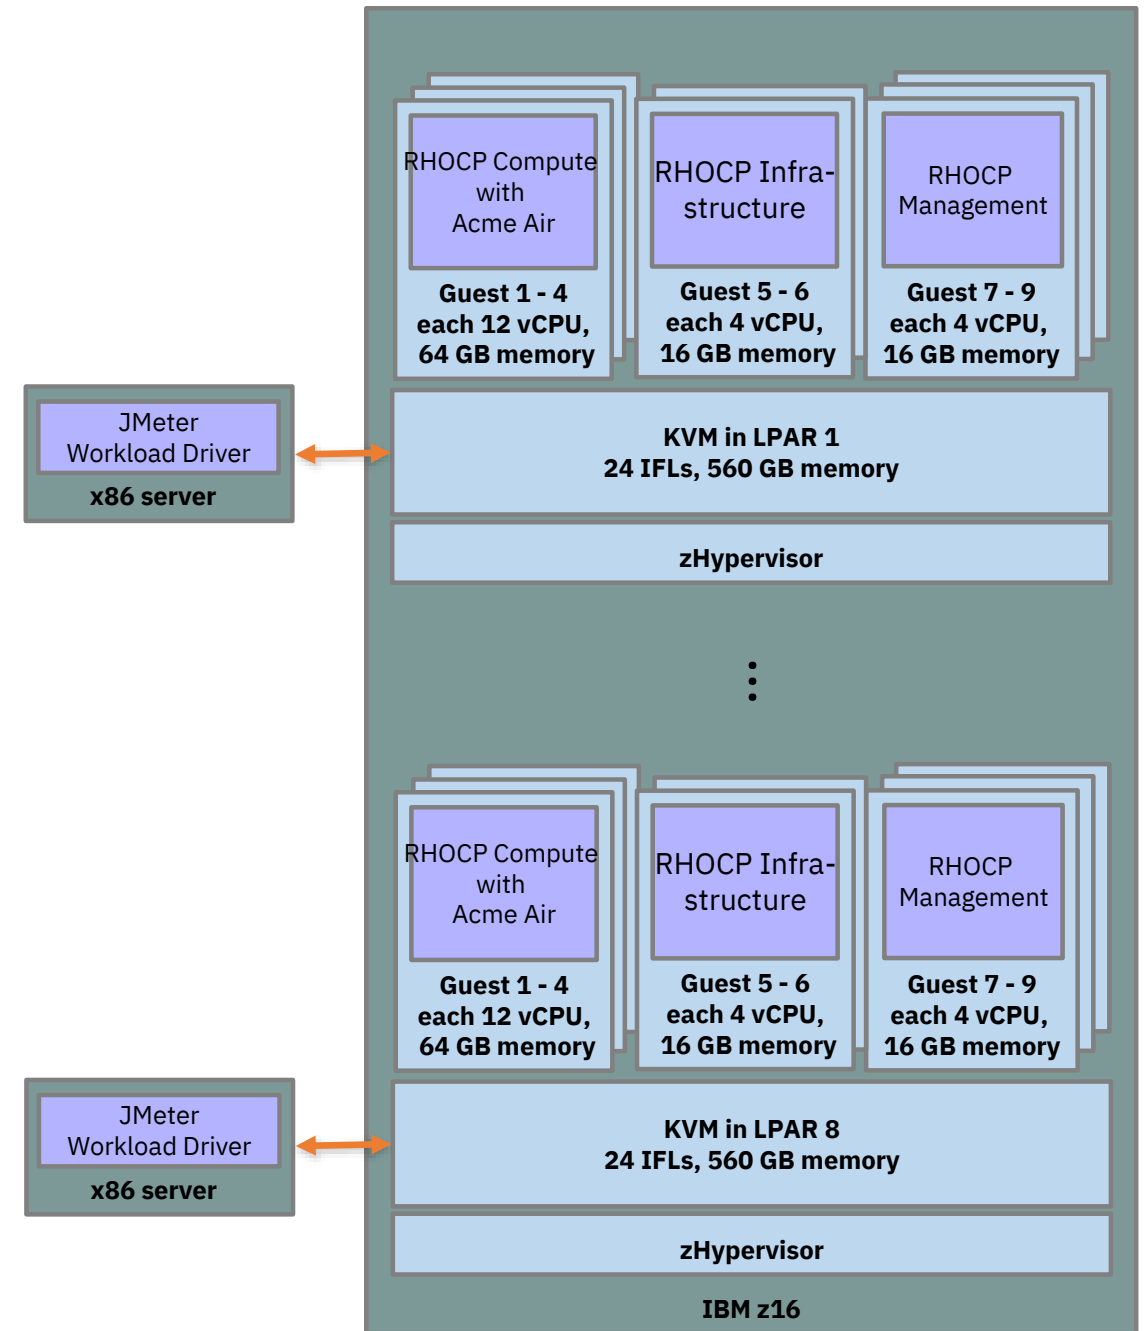 RHOCP Compute
with
Acme Air
RHOCP Infra-
structure
RHOCP
Management
Guest 1 - 4
each 12 vCPU,
64 GB memory
Guest 5 - 6
each 4 vCPU,
16 GB memory
Guest 7 - 9
each 4 vCPU,
16 GB memory
JMeter
Workload Driver
x86 server
KVM in LPAR 1
24 IFLs, 560 GB memory
zHypervisor
⋮
RHOCP Compute
with
Acme Air
RHOCP Infra-
structure
RHOCP
Management
Guest 1 - 4
each 12 vCPU,
64 GB memory
Guest 5 - 6
each 4 vCPU,
16 GB memory
Guest 7 - 9
each 4 vCPU,
16 GB memory
JMeter
Workload Driver
x86 server
KVM in LPAR 8
24 IFLs, 560 GB memory
zHypervisor
IBM z16